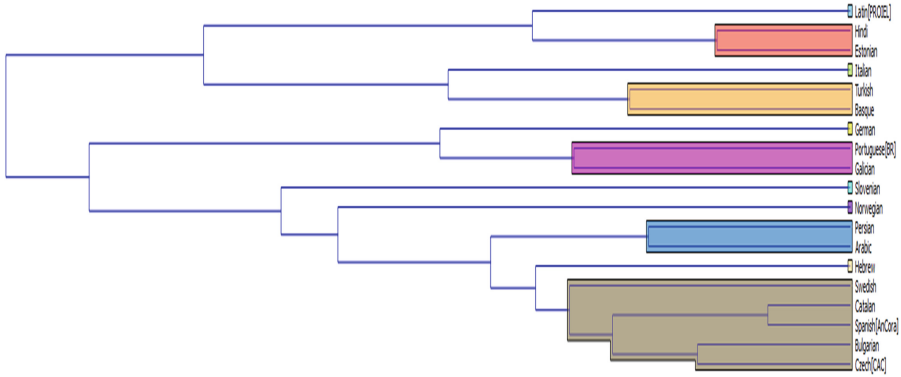 Latin[PROIEL]
Hindi
Estonian
Italian
Turkish
Basque
German
Portuguese[BR]
Galician
Slovenian
Norwegian
Persian
Arabic
Hebrew
Swedish
Catalan
Spanish[AnCora]
Bulgarian
Czech[CAC]